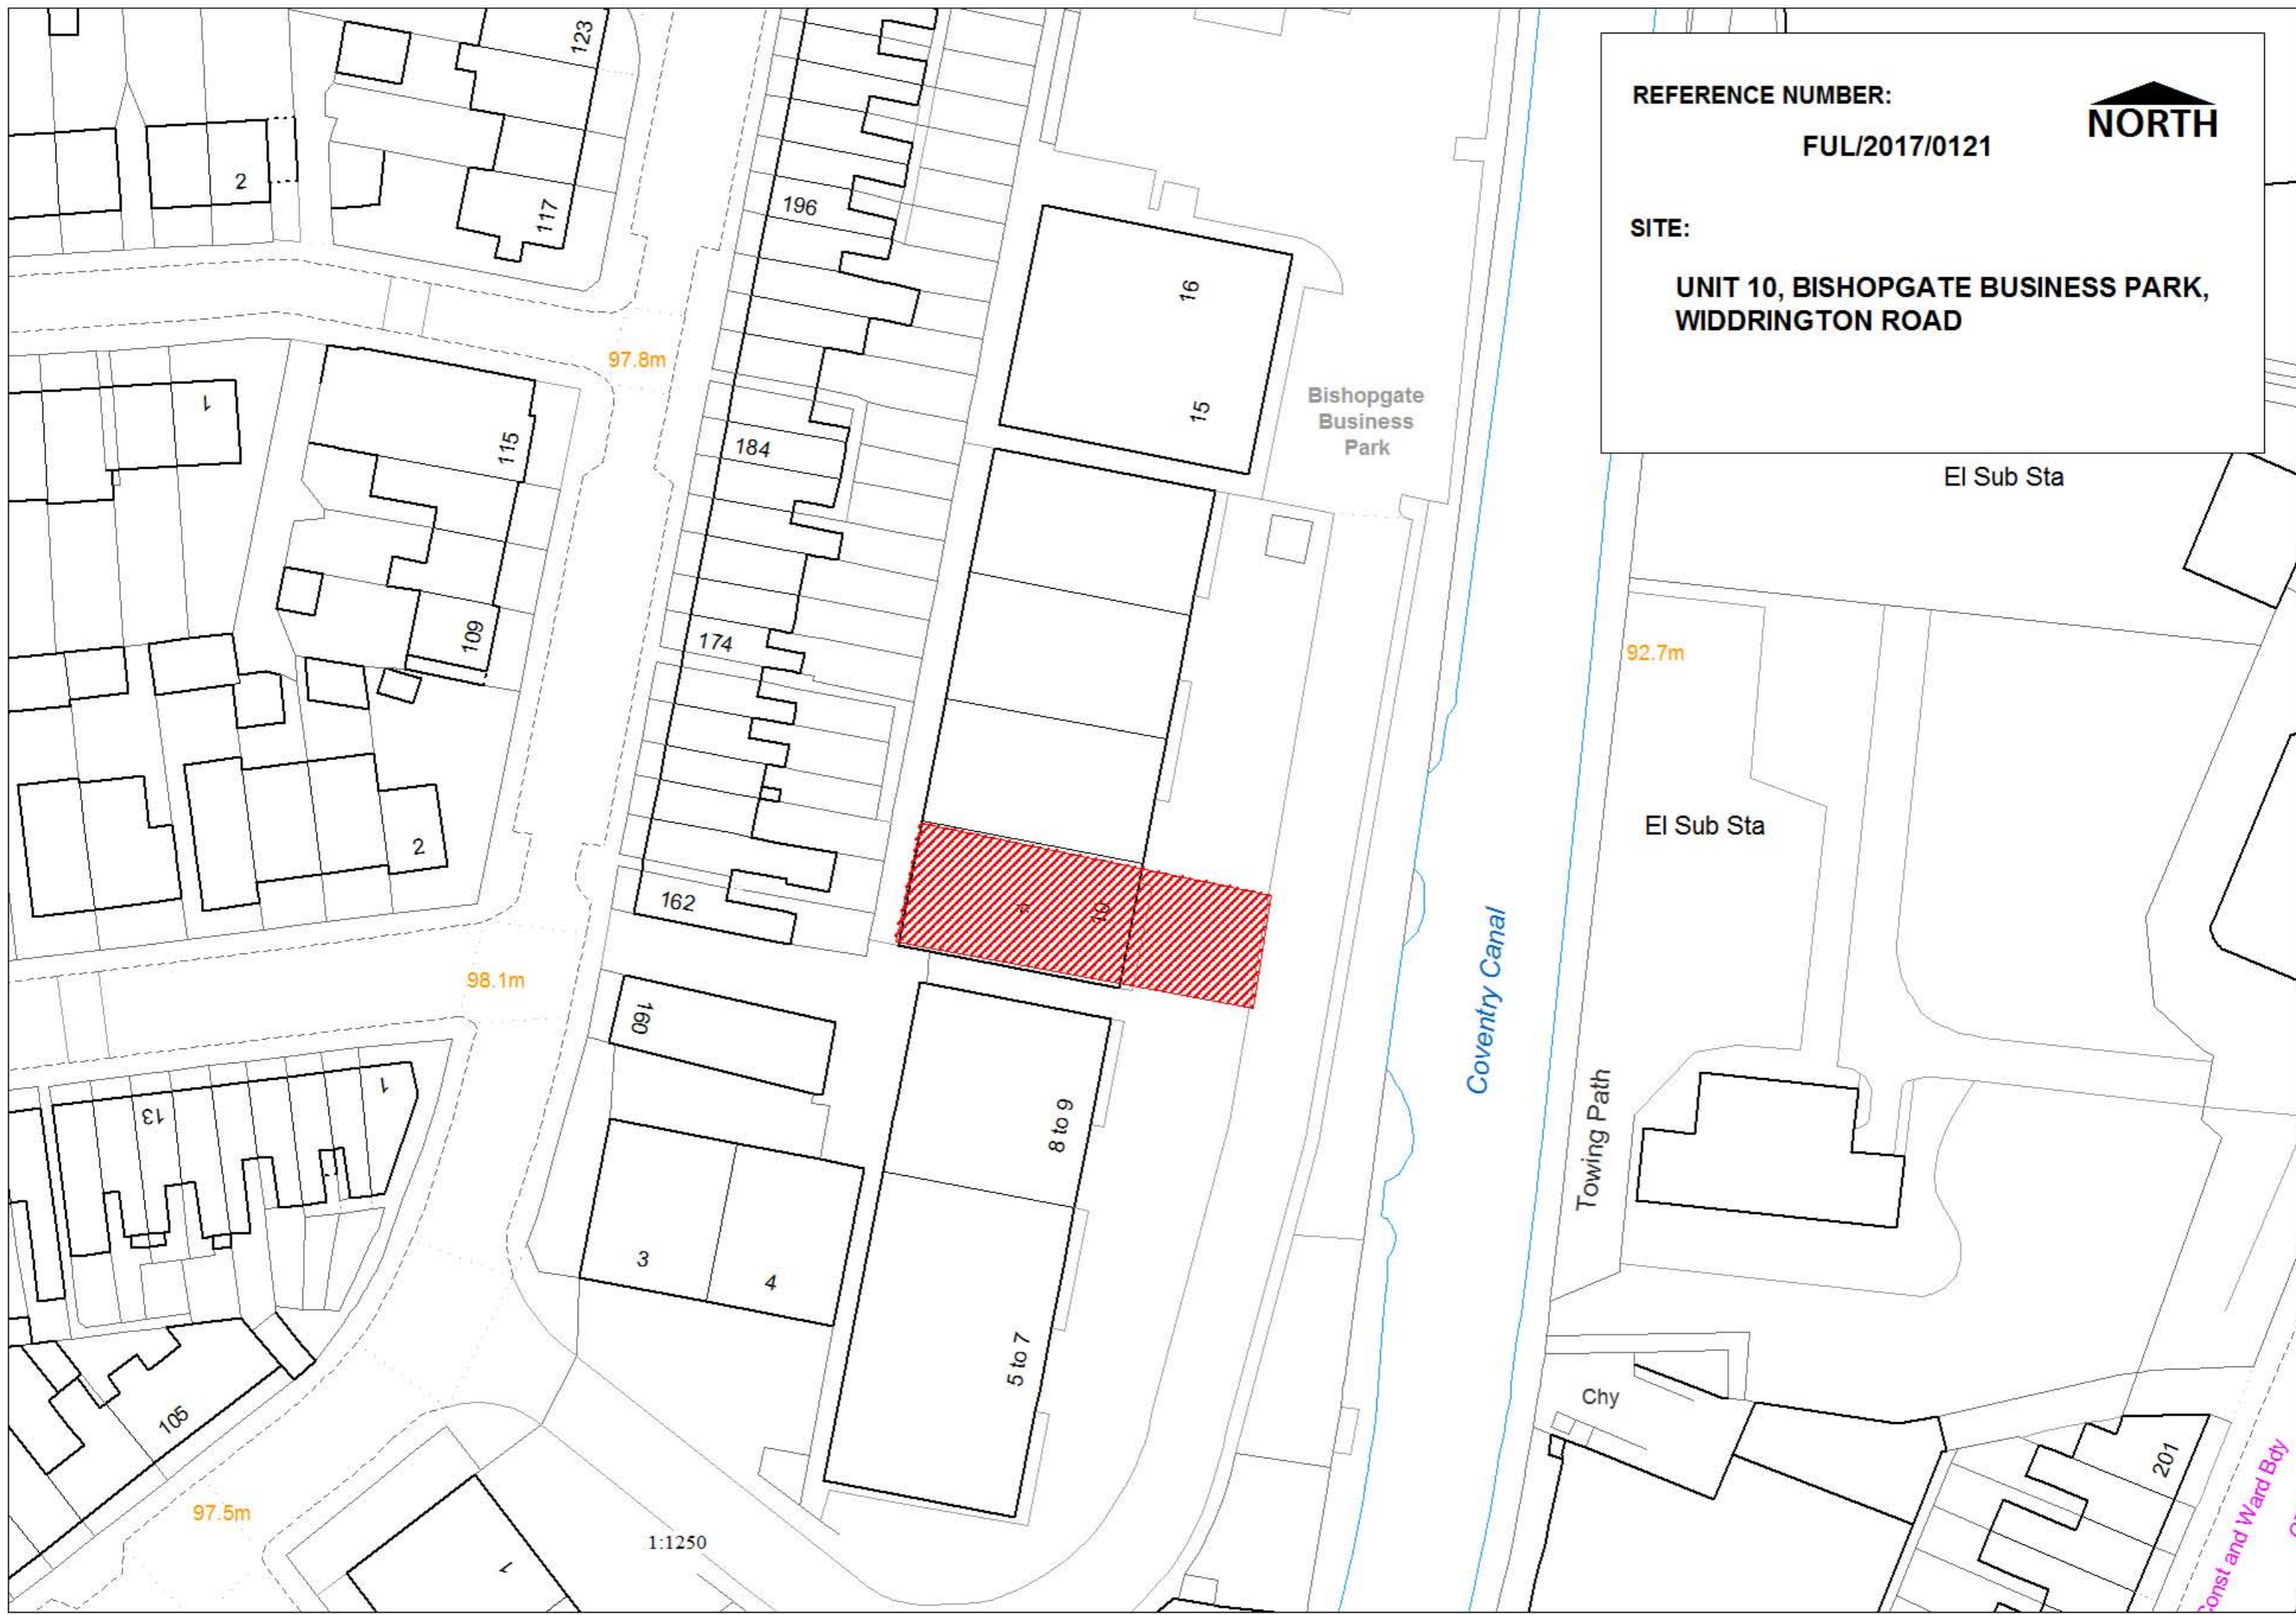 REFERENCE NUMBER:
NORTH
FUL/2017/0121
SITE:
UNIT 10, BISHOPGATE BUSINESS PARK,
WIDDRINGTON ROAD
123
2
117
196
16
97.8m
1
115
184
15
Bishopgate
Business
Park
El Sub Sta
109
174
92.7m
2
El Sub Sta
162
10
98.1m
160
Coventry Canal
Towing Path
13
1
8 to 9
3
4
5 to 7
105
Chy
201
97.5m
1:1250
1
Const and Ward Bdy